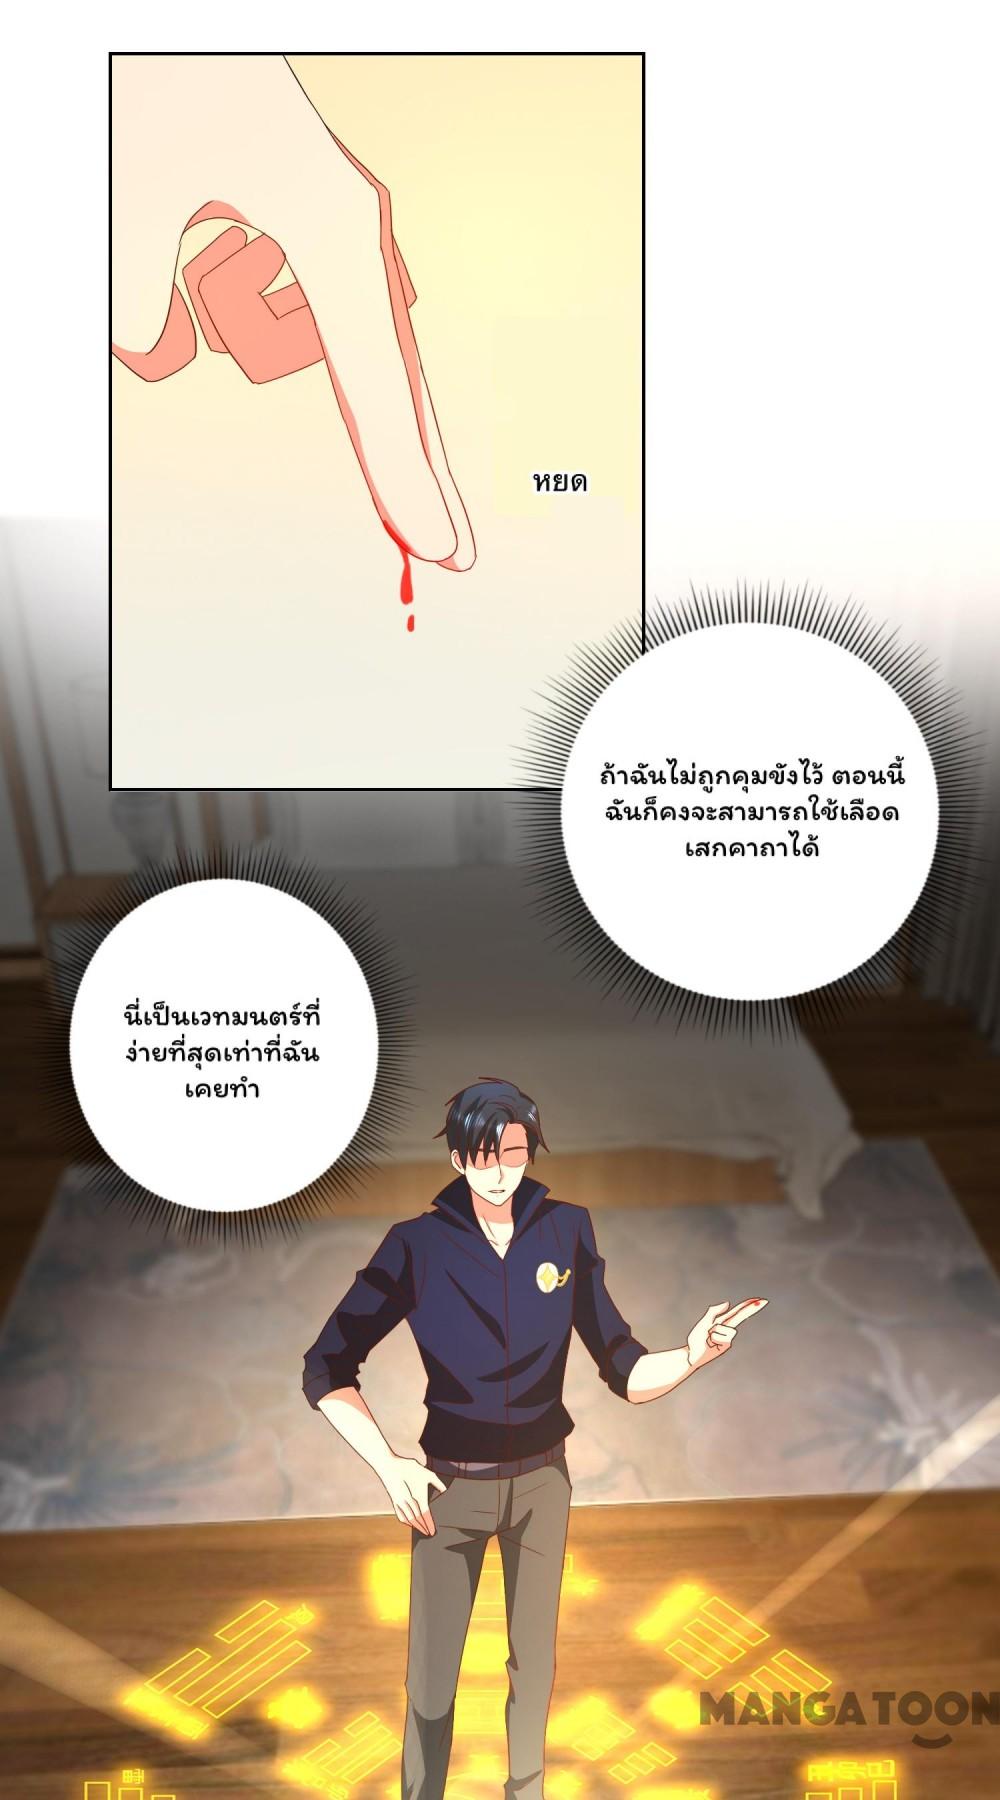 หยด
ถ้าฉันไม่ถูกคุมขังไว้ ตอนนี้
ฉันก็คงจะสามารถใช้เลือด
เสกคาถาได้
นี่เป็นเวทมนตร์ที่
ง่ายที่สุดเท่าที่ฉัน
เคยทำ
MANGATOON